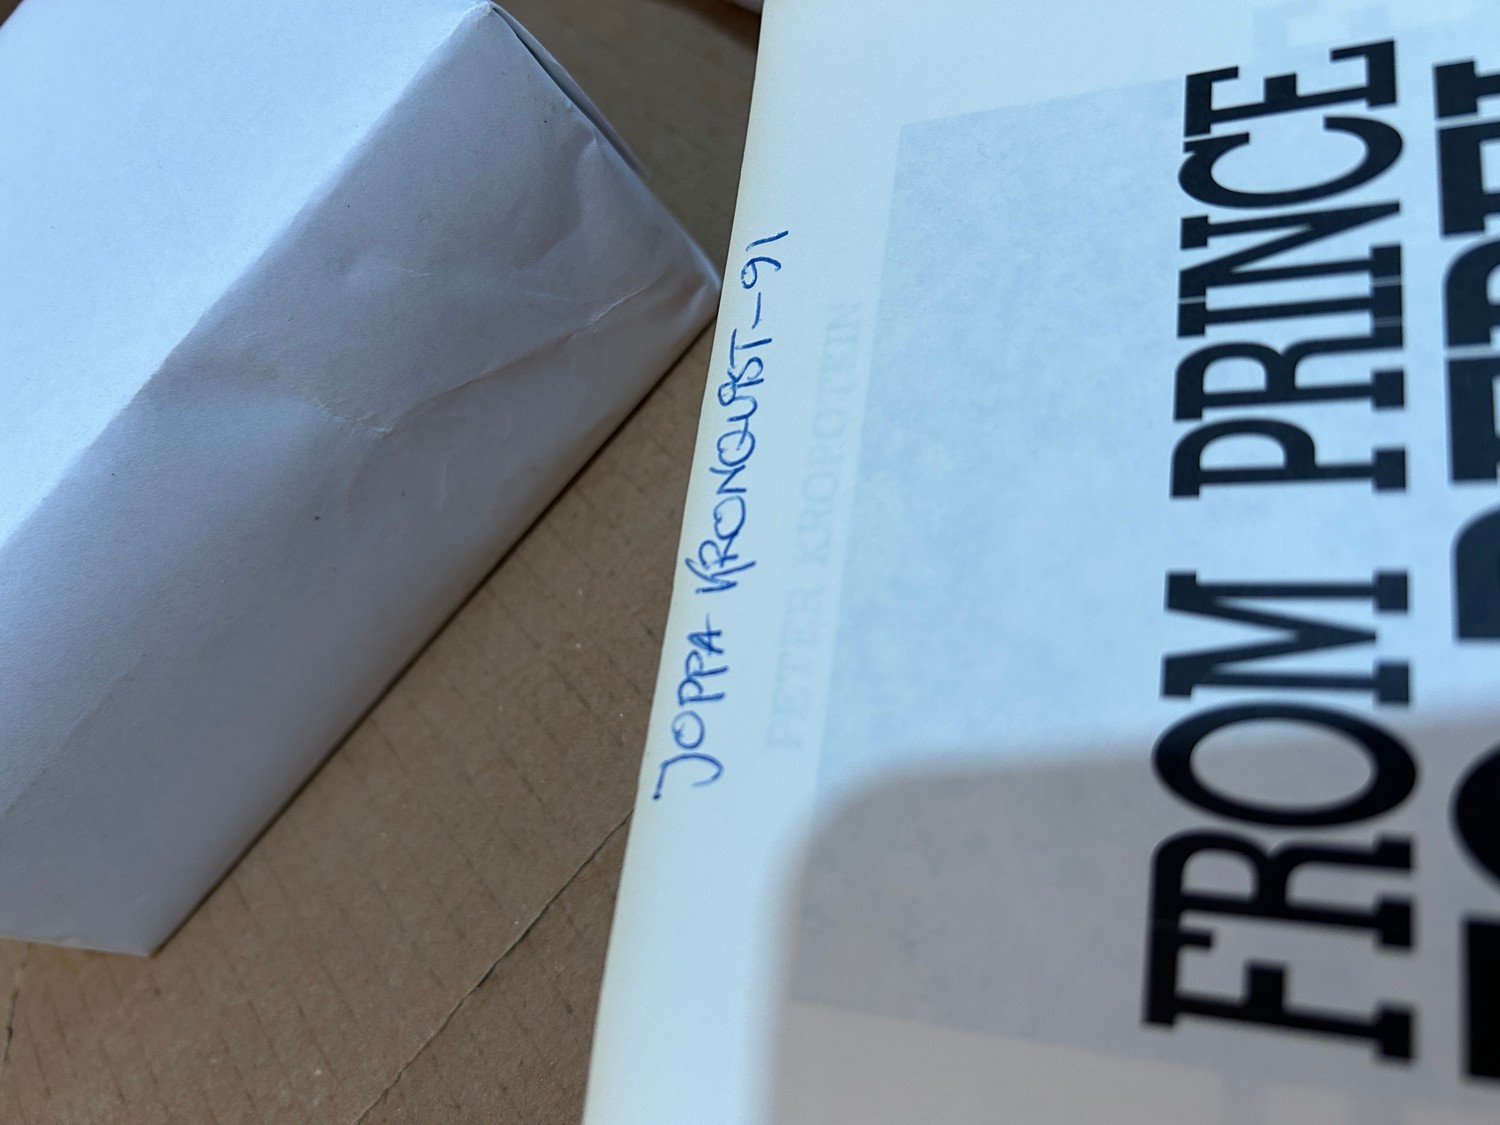 JOPPA KRONQVIST-91
PETER KROPOTKIN
FROM PRINCE